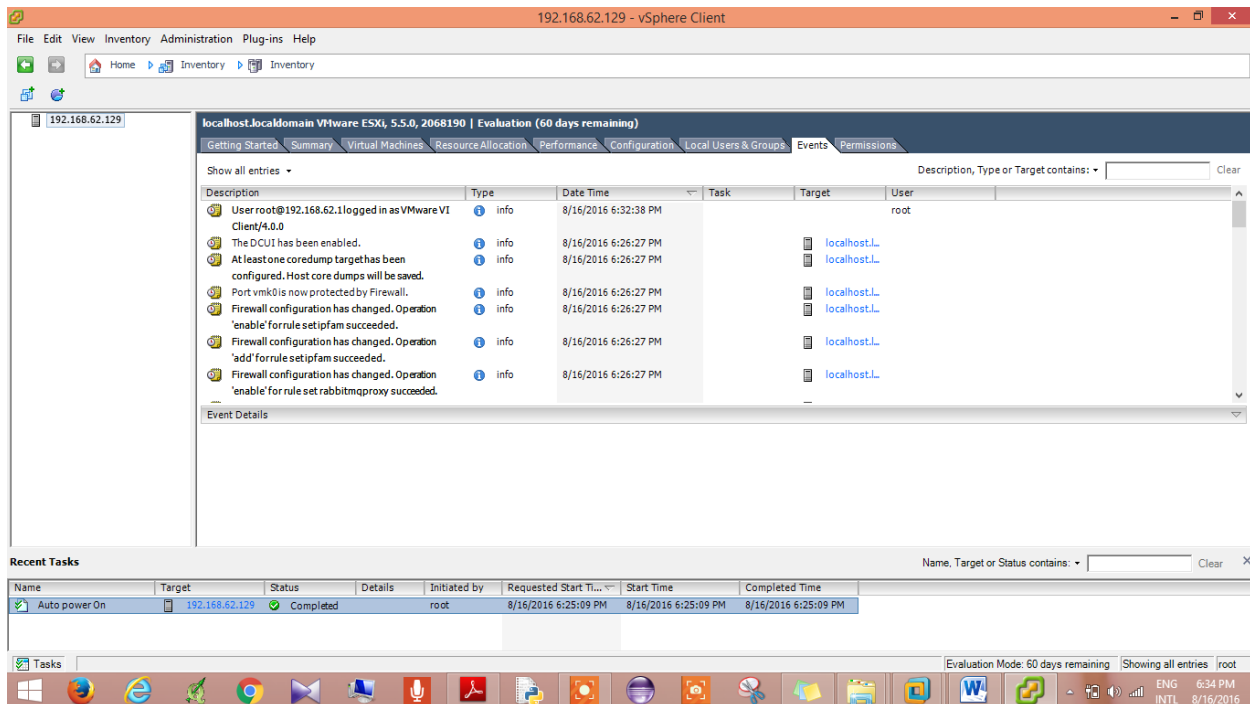 192.168.62.129 - vSphere Client
File Edit View Inventory Administration Plug-ins Help
Home Inventory Inventory
192.168.62.129
localhost.localdomain VMware ESXi, 5.5.0, 2068190 | Evaluation (60 days remaining)
Getting Started Summary Virtual Machines Resource Allocation Performance Configuration Local Users & Groups Events Permissions
Show all entries Description, Type or Target contains: Clear
Description Type Date Time Task Target User
User root@192.168.62.1 logged in as VMware VI info 8/16/2016 6:32:38 PM root
Client/4.0.0
The DCUI has been enabled. info 8/16/2016 6:26:27 PM localhost.l...
At least one coredump target has been info 8/16/2016 6:26:27 PM localhost.l...
configured. Host core dumps will be saved.
Port vmk0 is now protected by Firewall. info 8/16/2016 6:26:27 PM localhost.l...
Firewall configuration has changed. Operation info 8/16/2016 6:26:27 PM localhost.l...
'enable' for rule set ipfam succeeded.
Firewall configuration has changed. Operation info 8/16/2016 6:26:27 PM localhost.l...
'add' for rule set ipfam succeeded.
Firewall configuration has changed. Operation info 8/16/2016 6:26:27 PM localhost.l...
'enable' for rule set rabbitmqproxy succeeded.
Event Details
Recent Tasks Name, Target or Status contains: Clear
Name Target Status Details Initiated by Requested Start Ti... Start Time Completed Time
Auto power On 192.168.62.129 Completed root 8/16/2016 6:25:09 PM 8/16/2016 6:25:09 PM 8/16/2016 6:25:09 PM
Tasks Evaluation Mode: 60 days remaining Showing all entries root
ENG 6:34 PM
INTL 8/16/2016